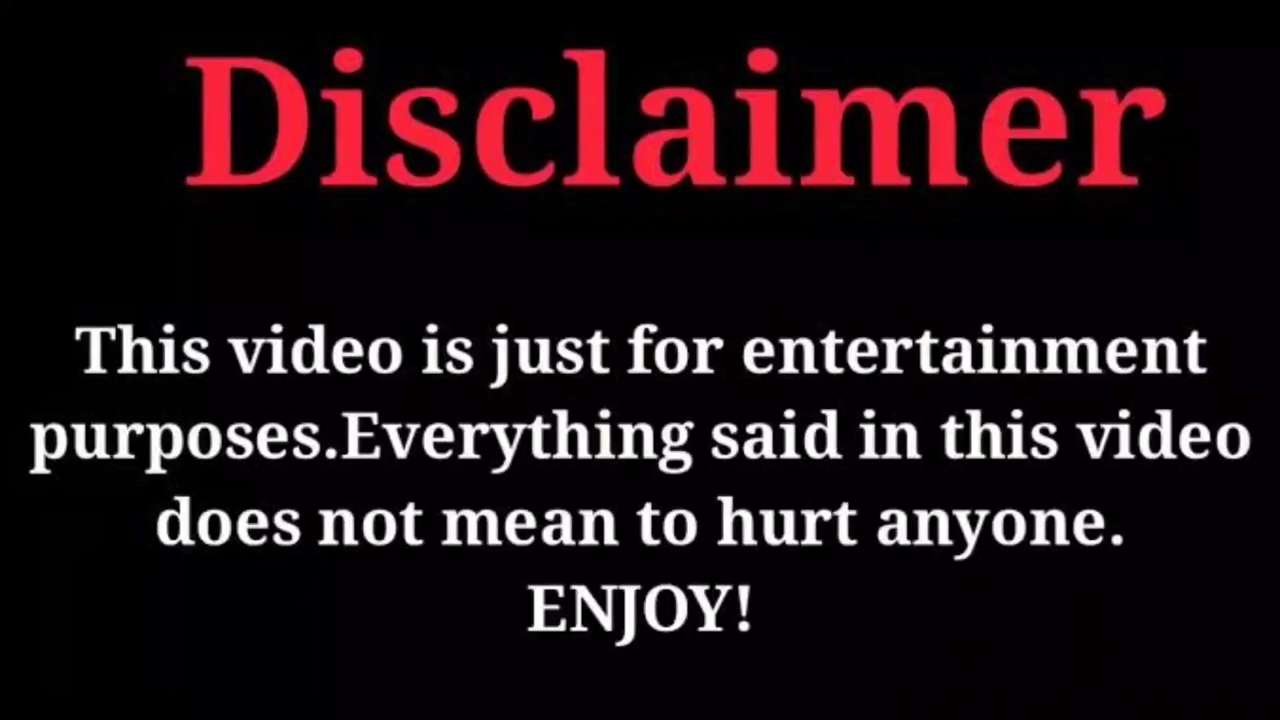 Disclaimer
This video is just for entertainment
purposes.Everything said in this video
does not mean to hurt anyone.
ENJOY!